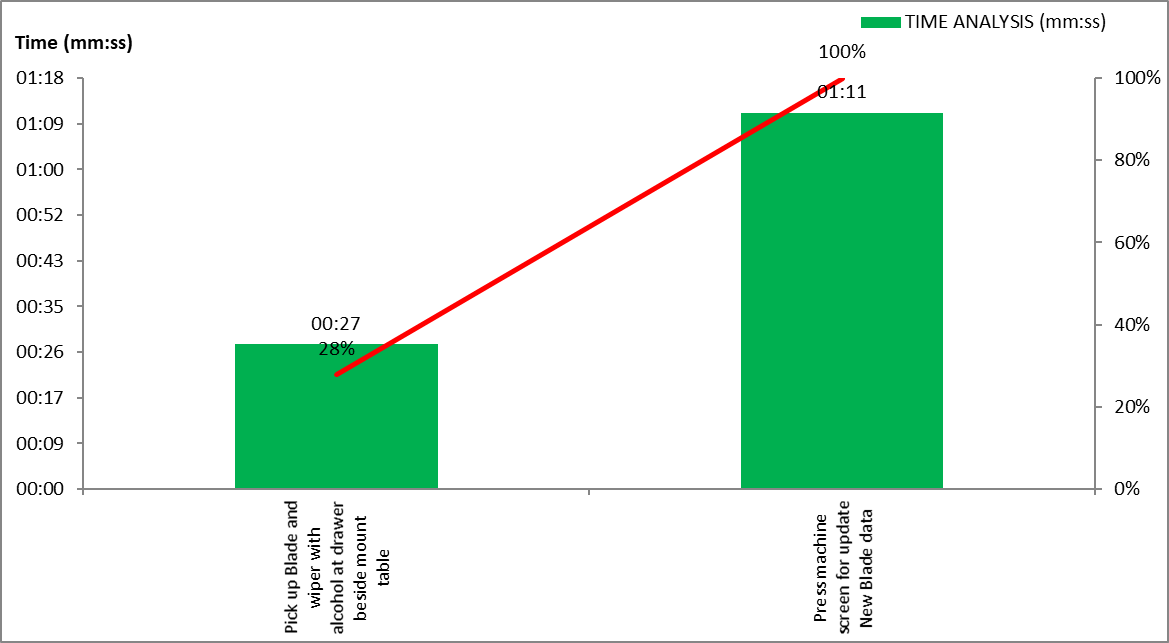 TIME ANALYSIS (mm:ss)
Time (mm:ss)
100%
01:18
01:09
01:00
00:52
00:43
00:35
00:26
00:17
00:09
00:00
01:11
00:27
28%
100%
80%
60%
40%
20%
0%
Pick up Blade and
wiper with
alcohol at drawer
beside mount
table
Press machine
screen for update
New Blade data